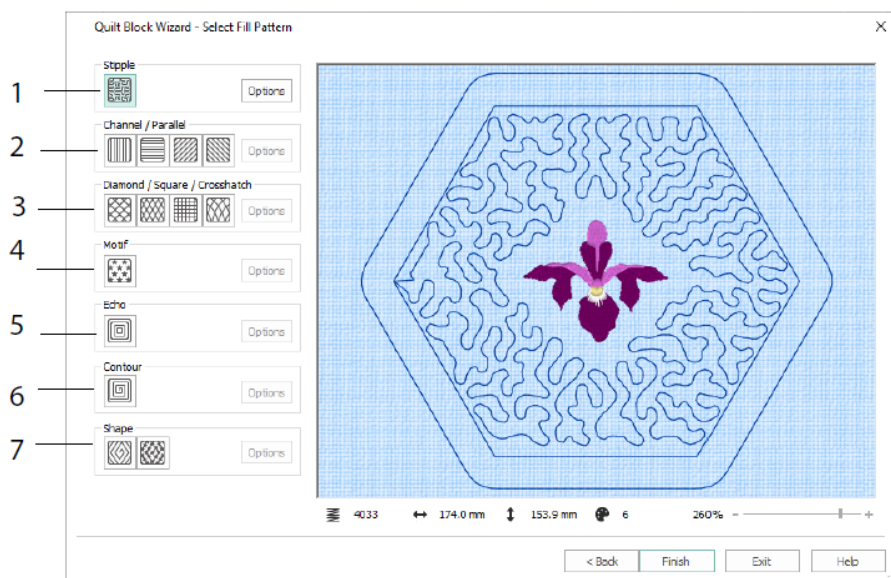 Quilt Block Wizard - Select Fill Pattern
1
Stipple
Options
2
Channel / Parallel
Options
3
Diamond / Square / Crosshatch
Options
4
Motif
Options
5
Echo
Options
6
Contour
Options
7
Shape
Options
4033 174.0 mm 153.9 mm 6 260% - +
< Back Finish Exit Help